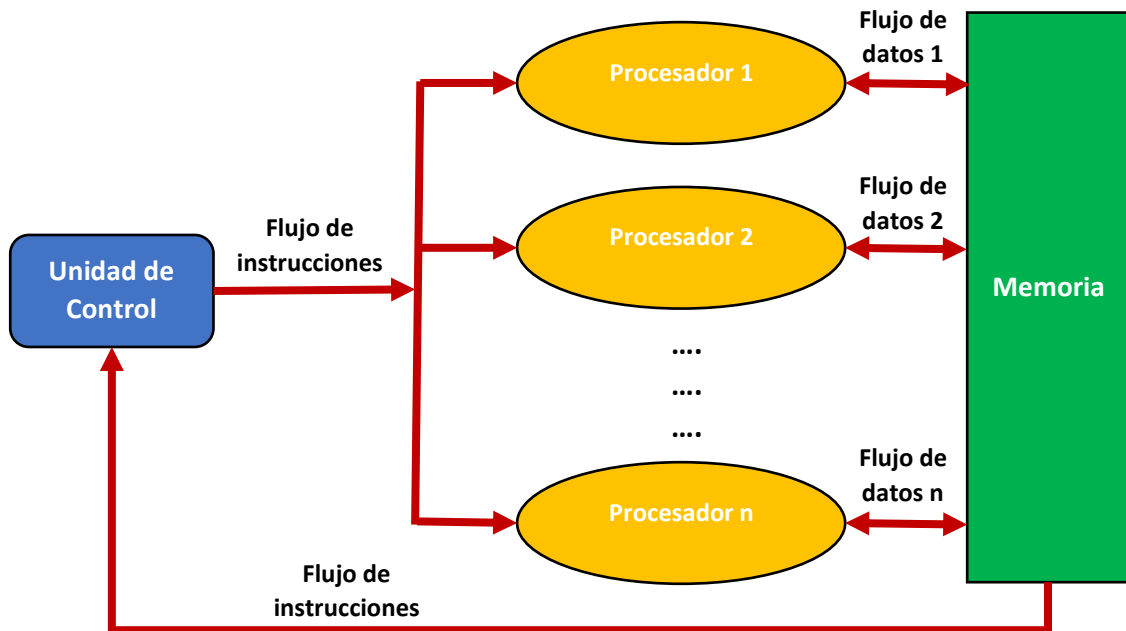 Procesador 1
Flujo de
datos 1
Procesador 2
Flujo de
datos 2
Flujo de
instrucciones
Unidad de
Control
Memoria
....
....
....
Procesador n
Flujo de
datos n
Flujo de
instrucciones